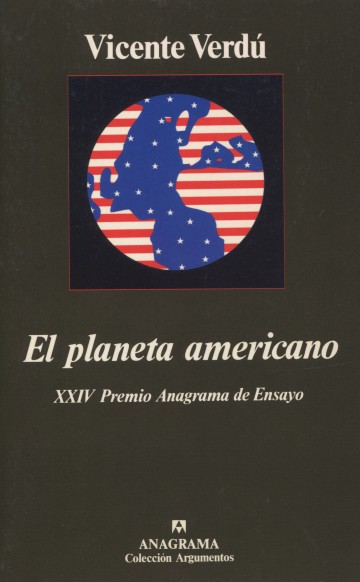 Vicente Verdú
El planeta americano
XXIV Premio Anagrama de Ensayo
ANAGRAMA
Colección Argumentos